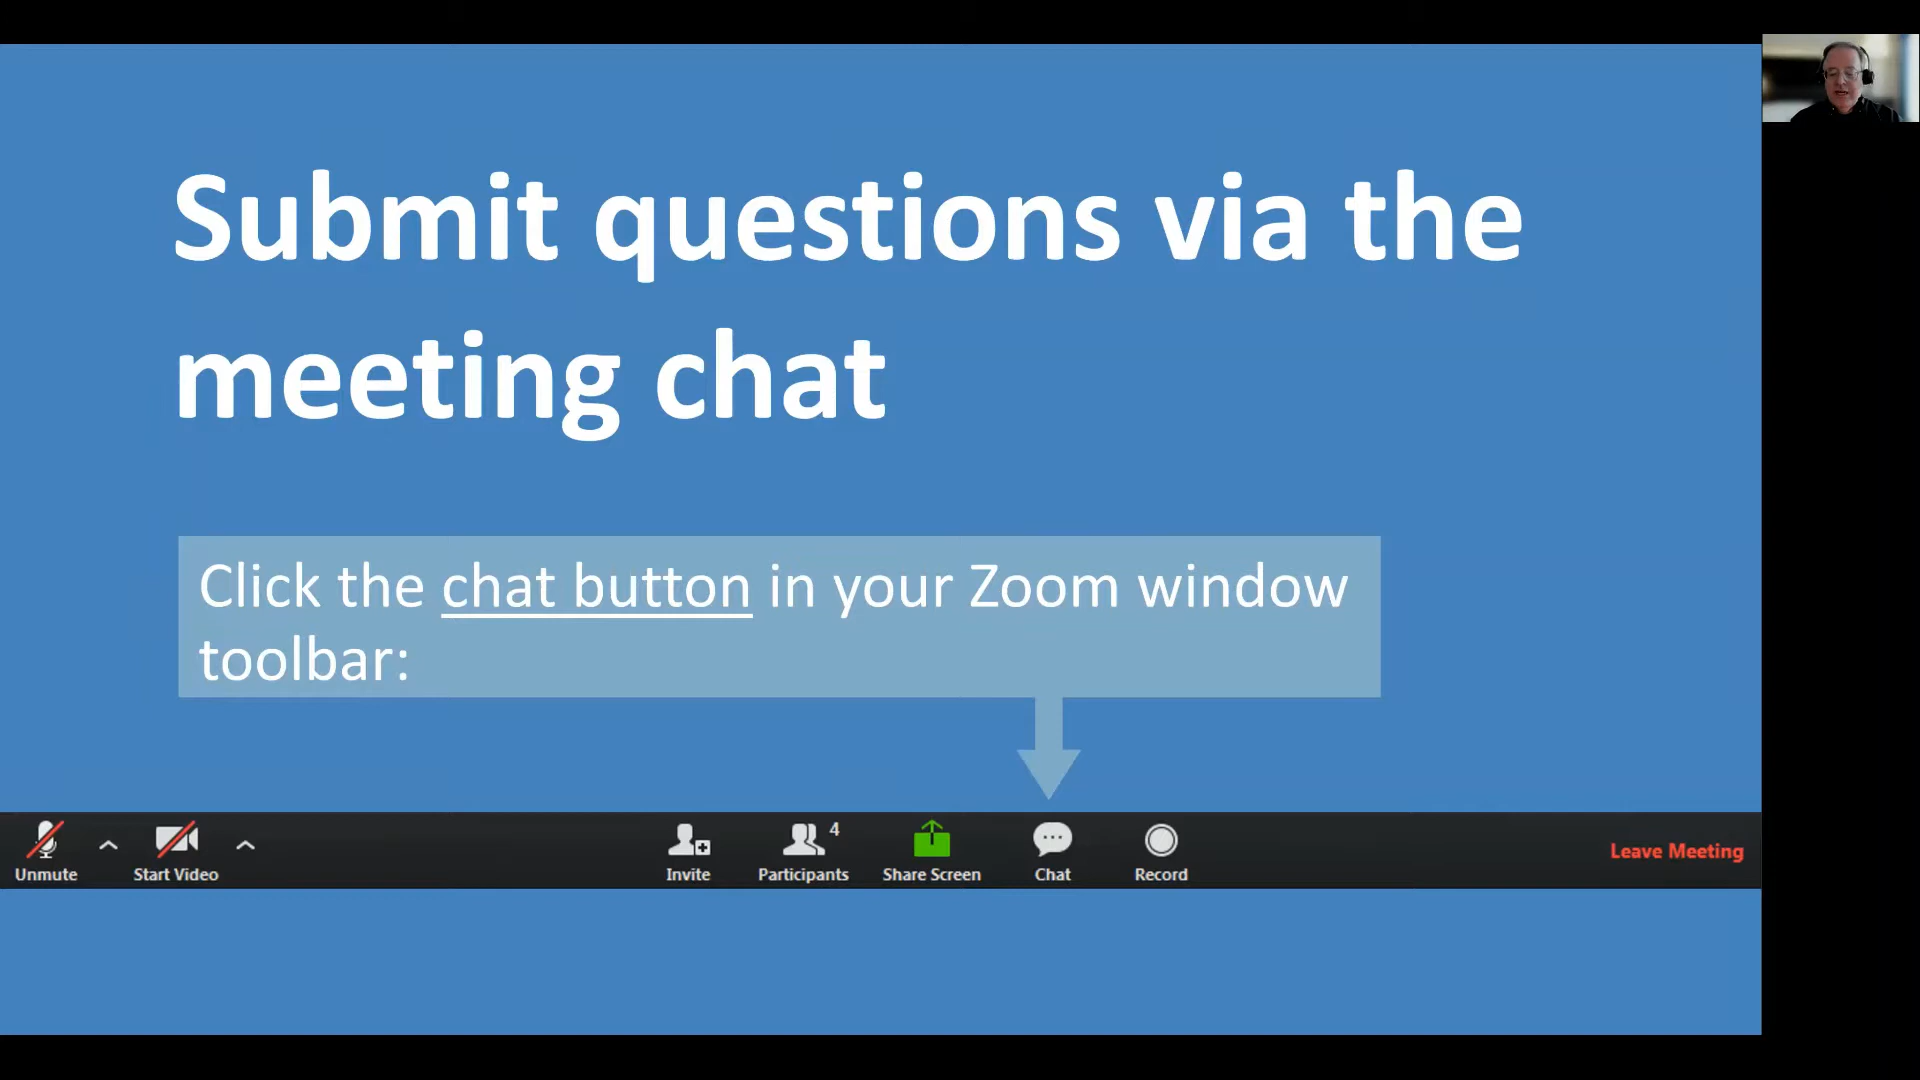 Submit questions via the
meeting chat
Click the chat button in your Zoom window
toolbar:
4
Unmute Start Video Invite Participants Share Screen Chat Record Leave Meeting